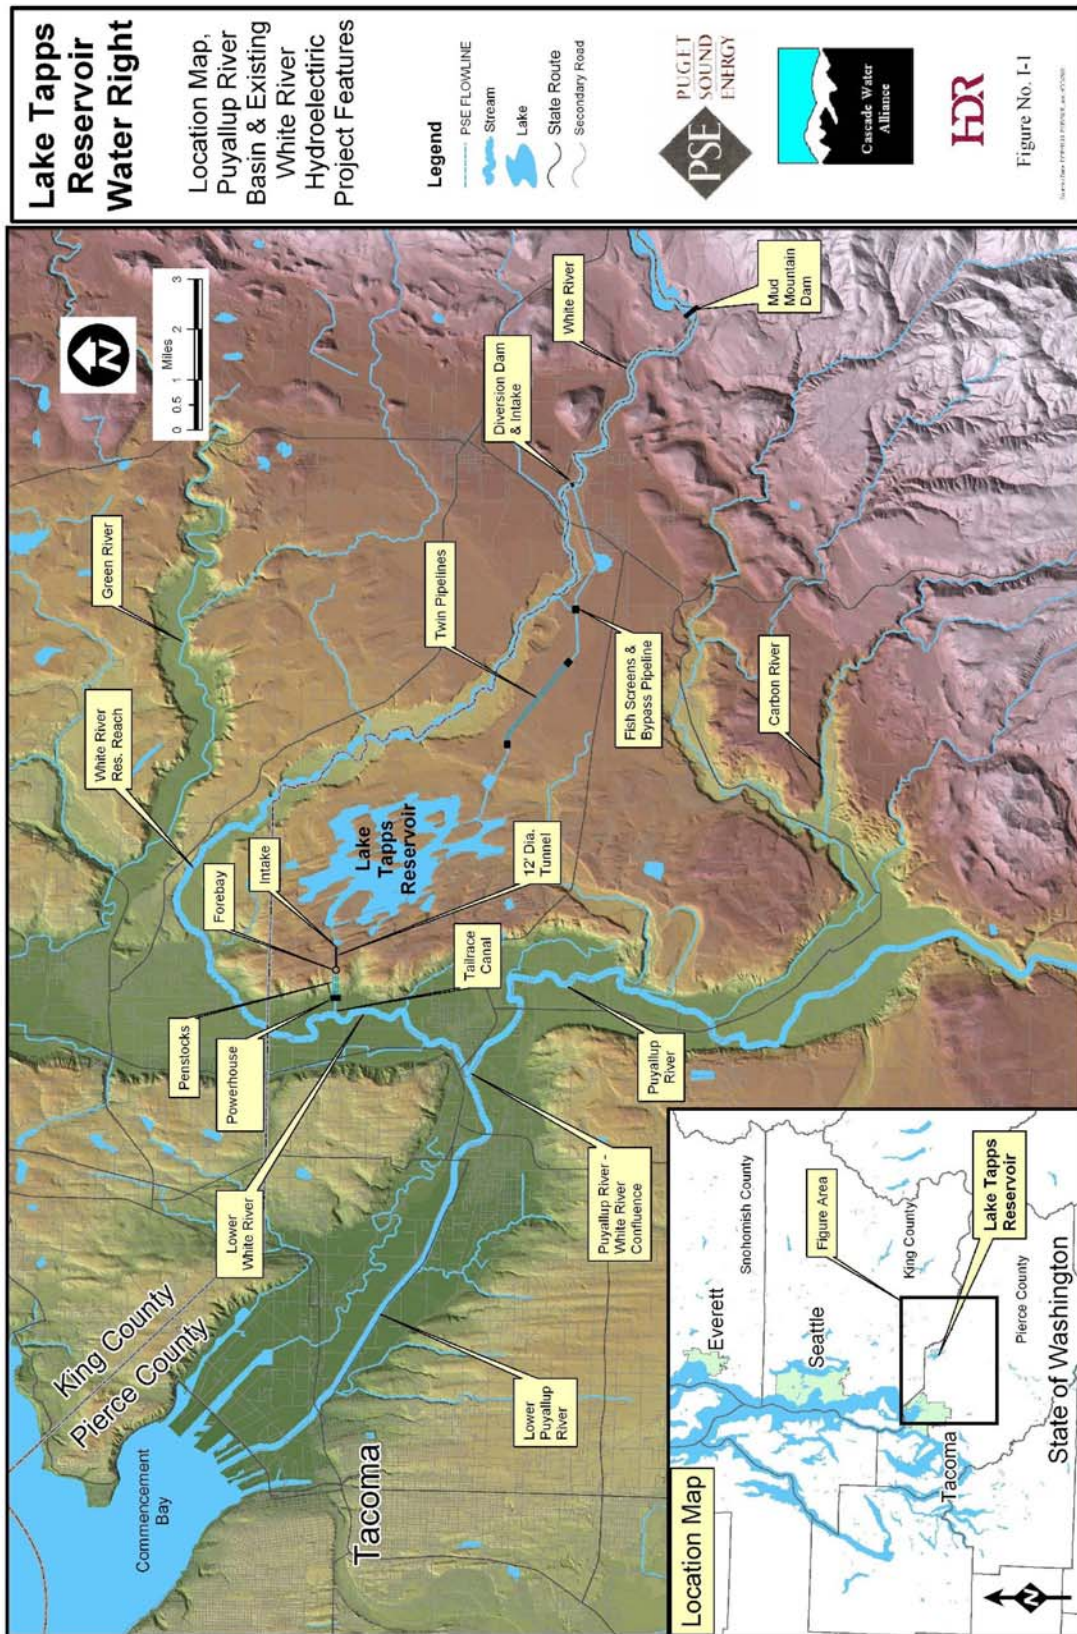 Lake Tapps
Reservoir
Water Right
Location Map,
Puyallup River
Basin & Existing
White River
Hydroelectiric
Project Features
Legend
PSE FLOWLINE
Stream
Lake
State Route
Secondary Road
PSE
PUGET
SOUND
ENERGY
Cascade Water
Alliance
HDR
Figure No. 1-1
N
0 0.5 1 2 3
Miles
Green River
White River
Res. Reach
Forebay
Intake
Penstocks
Powerhouse
Lower
White River
King County
Pierce County
Commencement
Bay
Tacoma
Lake
Tapps
Reservoir
12' Dia.
Tunnel
Tailrace
Canal
Twin Pipelines
Diversion Dam
& Intake
White River
Mud
Mountain
Dam
Fish Screens &
Bypass Pipeline
Carbon River
Puyallup
River
Puyallup River -
White River
Confluence
Lower
Puyallup
River
Location Map
Everett
Snohomish County
Seattle
Figure Area
King County
Lake Tapps
Reservoir
Pierce County
Tacoma
State of Washington
N